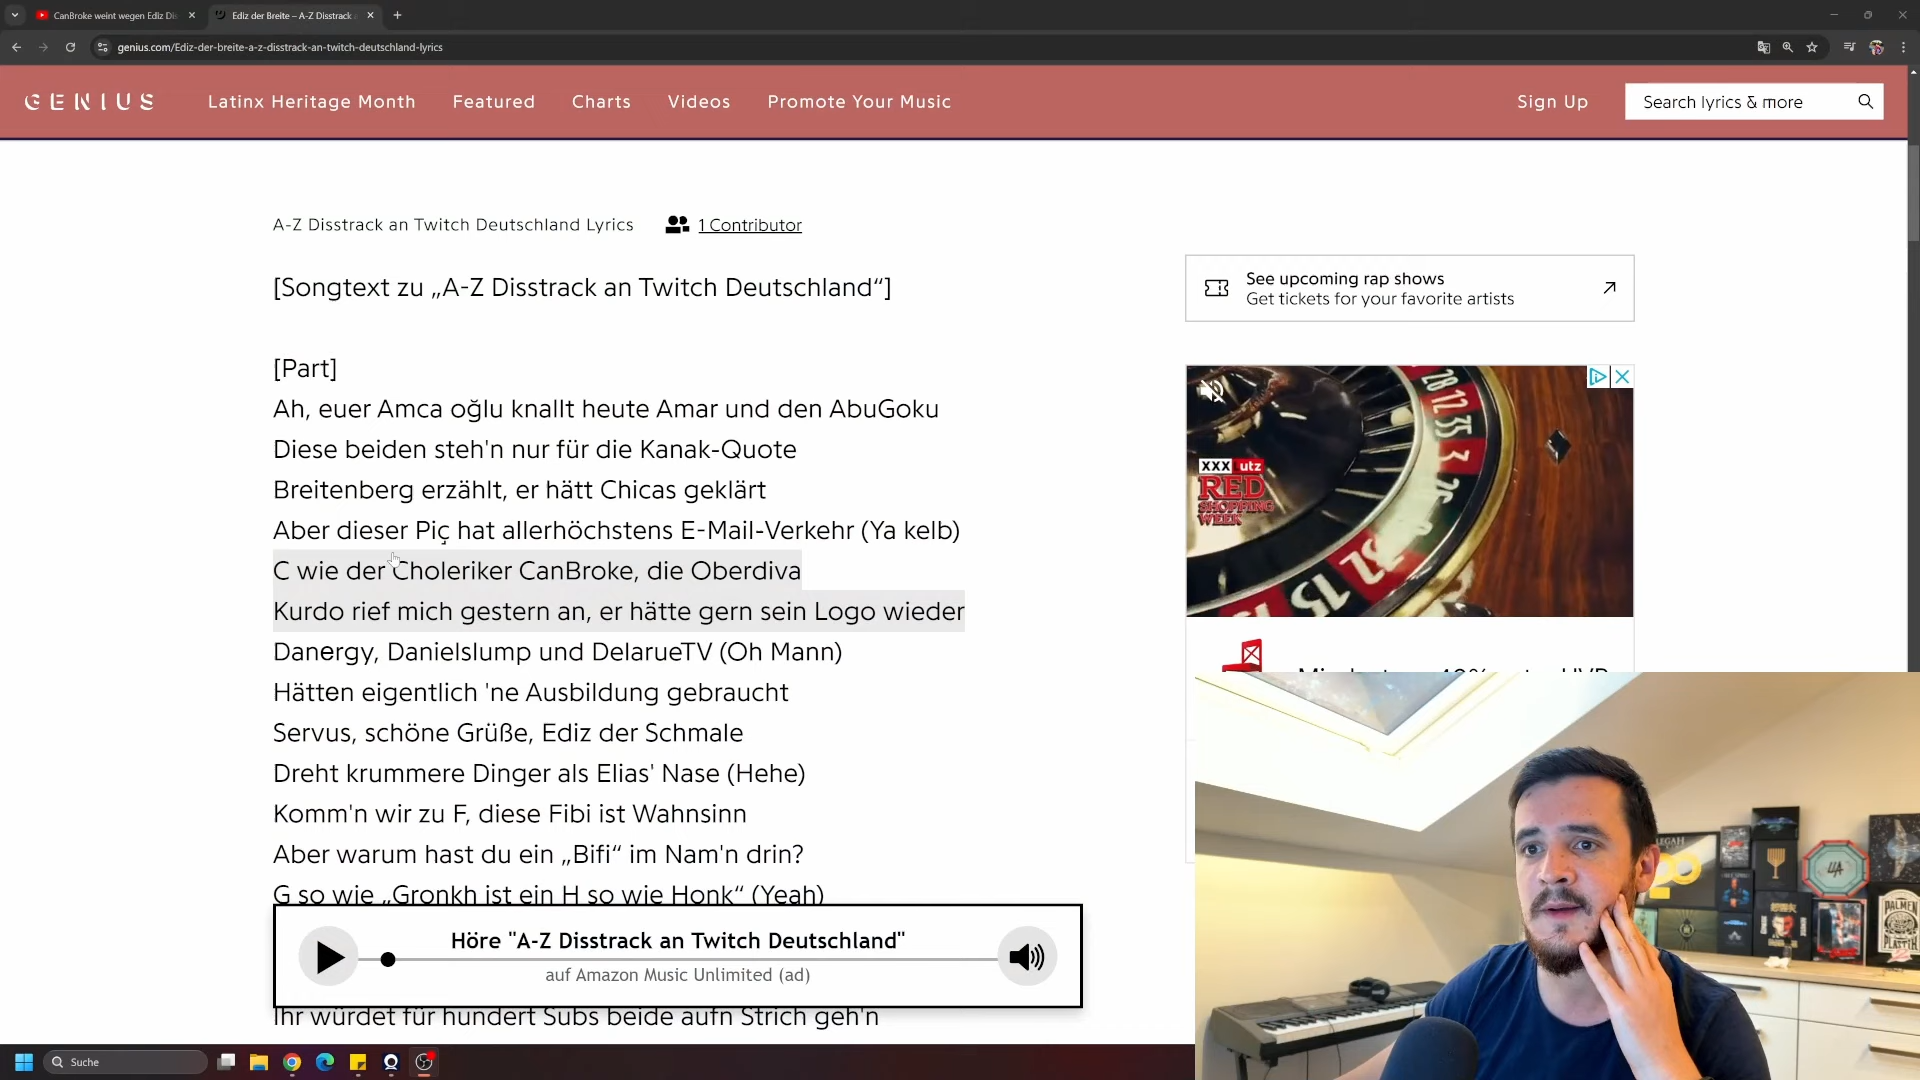 CanBroke weint wegen Ediz Di
Ediz der Breite – A-Z Disstrack
genius.com/Ediz-der-breite-a-z-disstrack-an-twitch-deutschland-lyrics
GENIUS
Latinx Heritage Month
Featured
Charts
Videos
Promote Your Music
Sign Up
Search lyrics & more
A-Z Disstrack an Twitch Deutschland Lyrics
1 Contributor
[Songtext zu „A-Z Disstrack an Twitch Deutschland“]
See upcoming rap shows
Get tickets for your favorite artists
[Part]
Ah, euer Amca oğlu knallt heute Amar und den AbuGoku
Diese beiden steh'n nur für die Kanak-Quote
Breitenberg erzählt, er hätt Chicas geklärt
Aber dieser Piç hat allerhöchstens E-Mail-Verkehr (Ya kelb)
C wie der Choleriker CanBroke, die Oberdiva
Kurdo rief mich gestern an, er hätte gern sein Logo wieder
Danergy, Danielslump und DelarueTV (Oh Mann)
Hätten eigentlich 'ne Ausbildung gebraucht
Servus, schöne Grüße, Ediz der Schmale
Dreht krummere Dinger als Elias' Nase (Hehe)
Komm'n wir zu F, diese Fibi ist Wahnsinn
Aber warum hast du ein „Bifi“ im Nam'n drin?
G so wie „Gronkh ist ein H so wie Honk“ (Yeah)
Höre "A-Z Disstrack an Twitch Deutschland"
auf Amazon Music Unlimited (ad)
Ihr würdet für hundert Subs beide aufn Strich geh'n
28 12 35
XXX Lutz
RED
SHOPPING
WEEK
32 15
PALMEN
PLASTIK
Suche